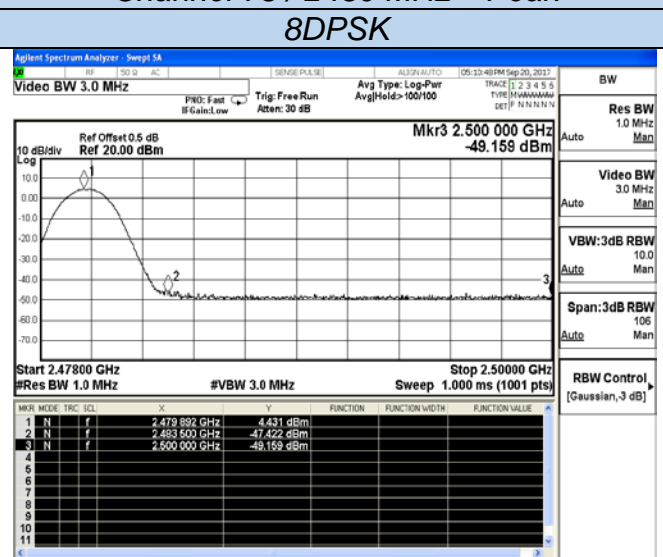 8DPSK
Agilent Spectrum Analyzer - Swept SA
RF 50 Ω AC SENSE:PULSE ALIGN AUTO 05:13:48 PM Sep 20, 2017
Video BW 3.0 MHz
PNO: Fast
IFGain:Low
Trig: Free Run
Atten: 30 dB
Avg Type: Log-Pwr
Avg|Hold>100/100
TRACE 1 2 3 4 5 6
TYPE
DET P N N N N N
Ref Offset 0.5 dB
Ref 20.00 dBm
10 dB/div
Log
Mkr3 2.500 000 GHz
-49.159 dBm
10.0
0.00
-10.0
-20.0
-30.0
-40.0
-50.0
-60.0
-70.0
1
2
3
Start 2.47800 GHz
Stop 2.50000 GHz
#Res BW 1.0 MHz
#VBW 3.0 MHz
Sweep 1.000 ms (1001 pts)
MKR MODE TRC SCL X Y FUNCTION FUNCTION WIDTH FUNCTION VALUE
1 N f 2.479 892 GHz 4.431 dBm
2 N f 2.483 500 GHz -47.422 dBm
3 N f 2.500 000 GHz -49.159 dBm
4
5
6
7
8
9
10
11
BW
Res BW
1.0 MHz
Auto Man
Video BW
3.0 MHz
Auto Man
VBW:3dB RBW
10.0
Auto Man
Span:3dB RBW
106
Auto Man
RBW Control
[Gaussian,-3 dB]